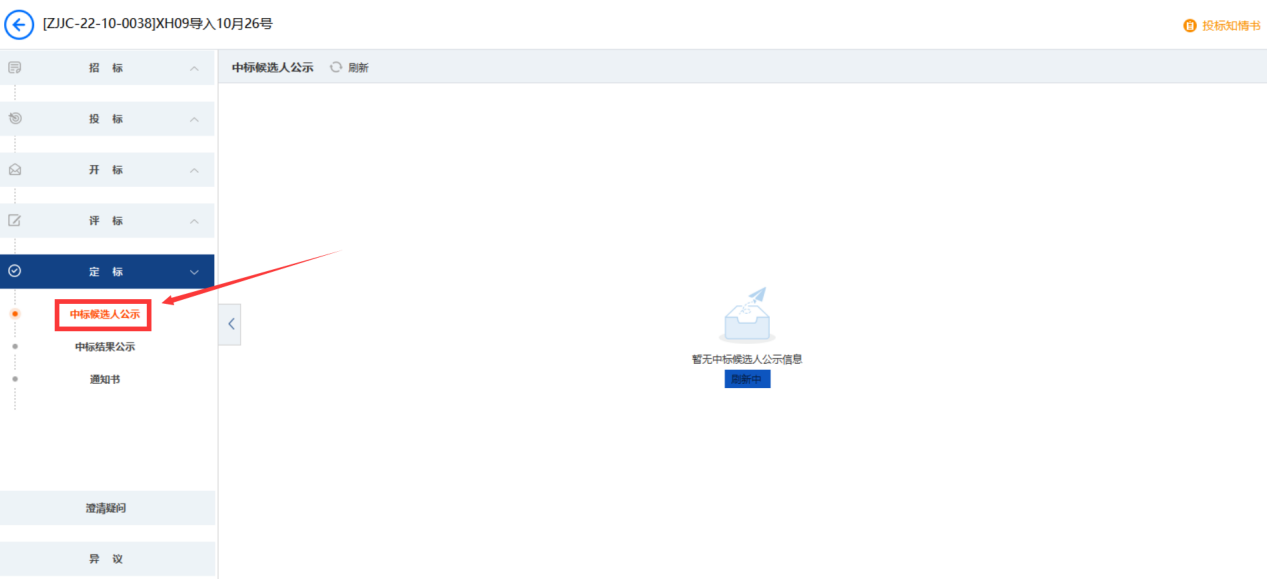 [ZJJC-22-10-0038]XH09导入10月26号
投标知情书
招 标
投 标
开 标
评 标
定 标
中标候选人公示
中标结果公示
通知书
澄清疑问
异 议
中标候选人公示 刷新
暂无中标候选人公示信息
刷新中